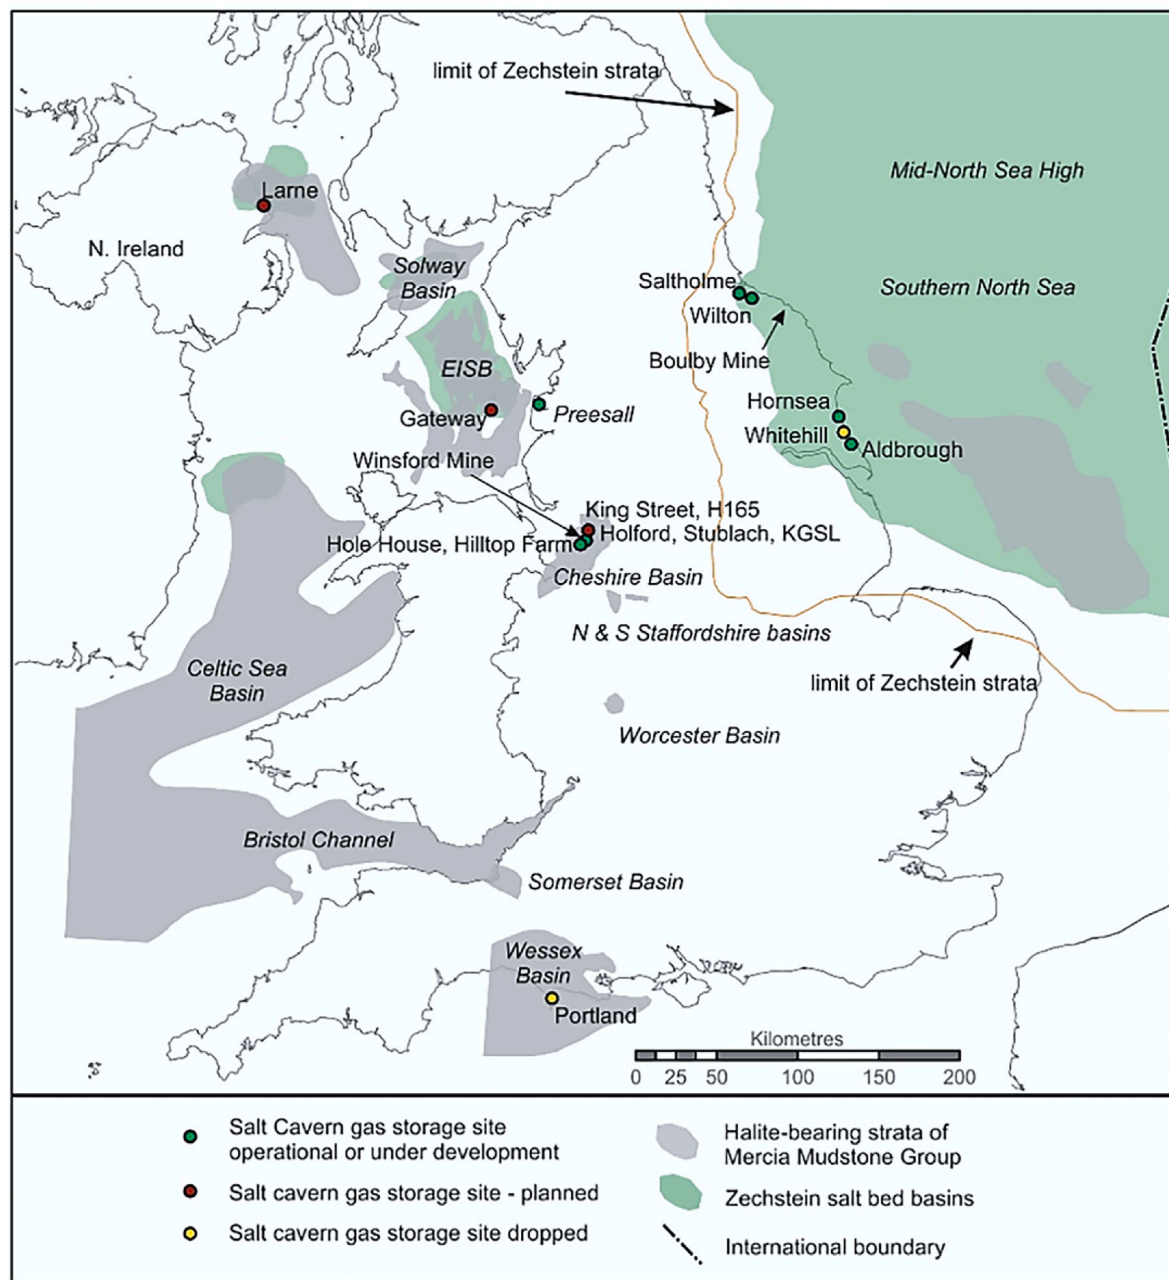 limit of Zechstein strata
Mid-North Sea High
Larne
N. Ireland
Solway
Basin
Saltholme
Southern North Sea
Wilton
Boulby Mine
EISB
Gateway
Preesall
Hornsea
Whitehill
Aldbrough
Winsford Mine
King Street, H165
Holford, Stublach, KGSL
Hole House, Hilltop Farm
Cheshire Basin
N & S Staffordshire basins
Celtic Sea
Basin
limit of Zechstein strata
Worcester Basin
Bristol Channel
Somerset Basin
Wessex
Basin
Portland
Kilometres
0 25 50 100 150 200
Salt Cavern gas storage site
operational or under development
Salt cavern gas storage site - planned
Salt cavern gas storage site dropped
Halite-bearing strata of
Mercia Mudstone Group
Zechstein salt bed basins
International boundary